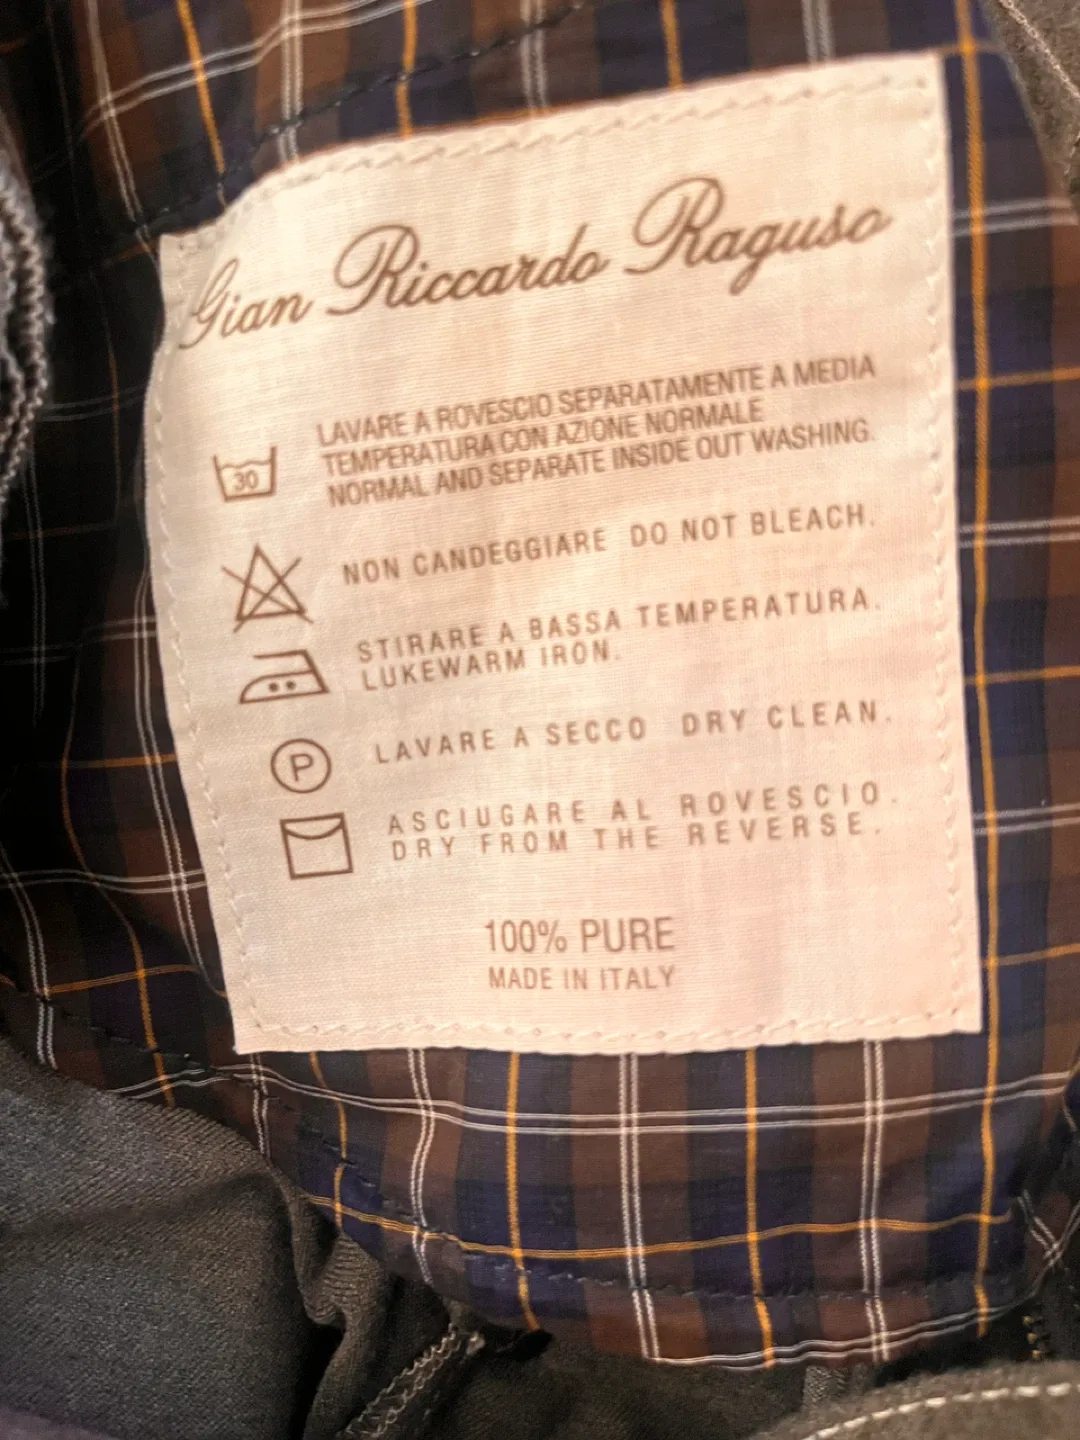 Gian Riccardo Raguso
LAVARE A ROVESCIO SEPARATAMENTE A MEDIA
TEMPERATURA CON AZIONE NORMALE
NORMAL AND SEPARATE INSIDE OUT WASHING.
30
NON CANDEGGIARE DO NOT BLEACH.
STIRARE A BASSA TEMPERATURA.
LUKEWARM IRON.
P
LAVARE A SECCO DRY CLEAN.
ASCIUGARE AL ROVESCIO.
DRY FROM THE REVERSE.
100% PURE
MADE IN ITALY